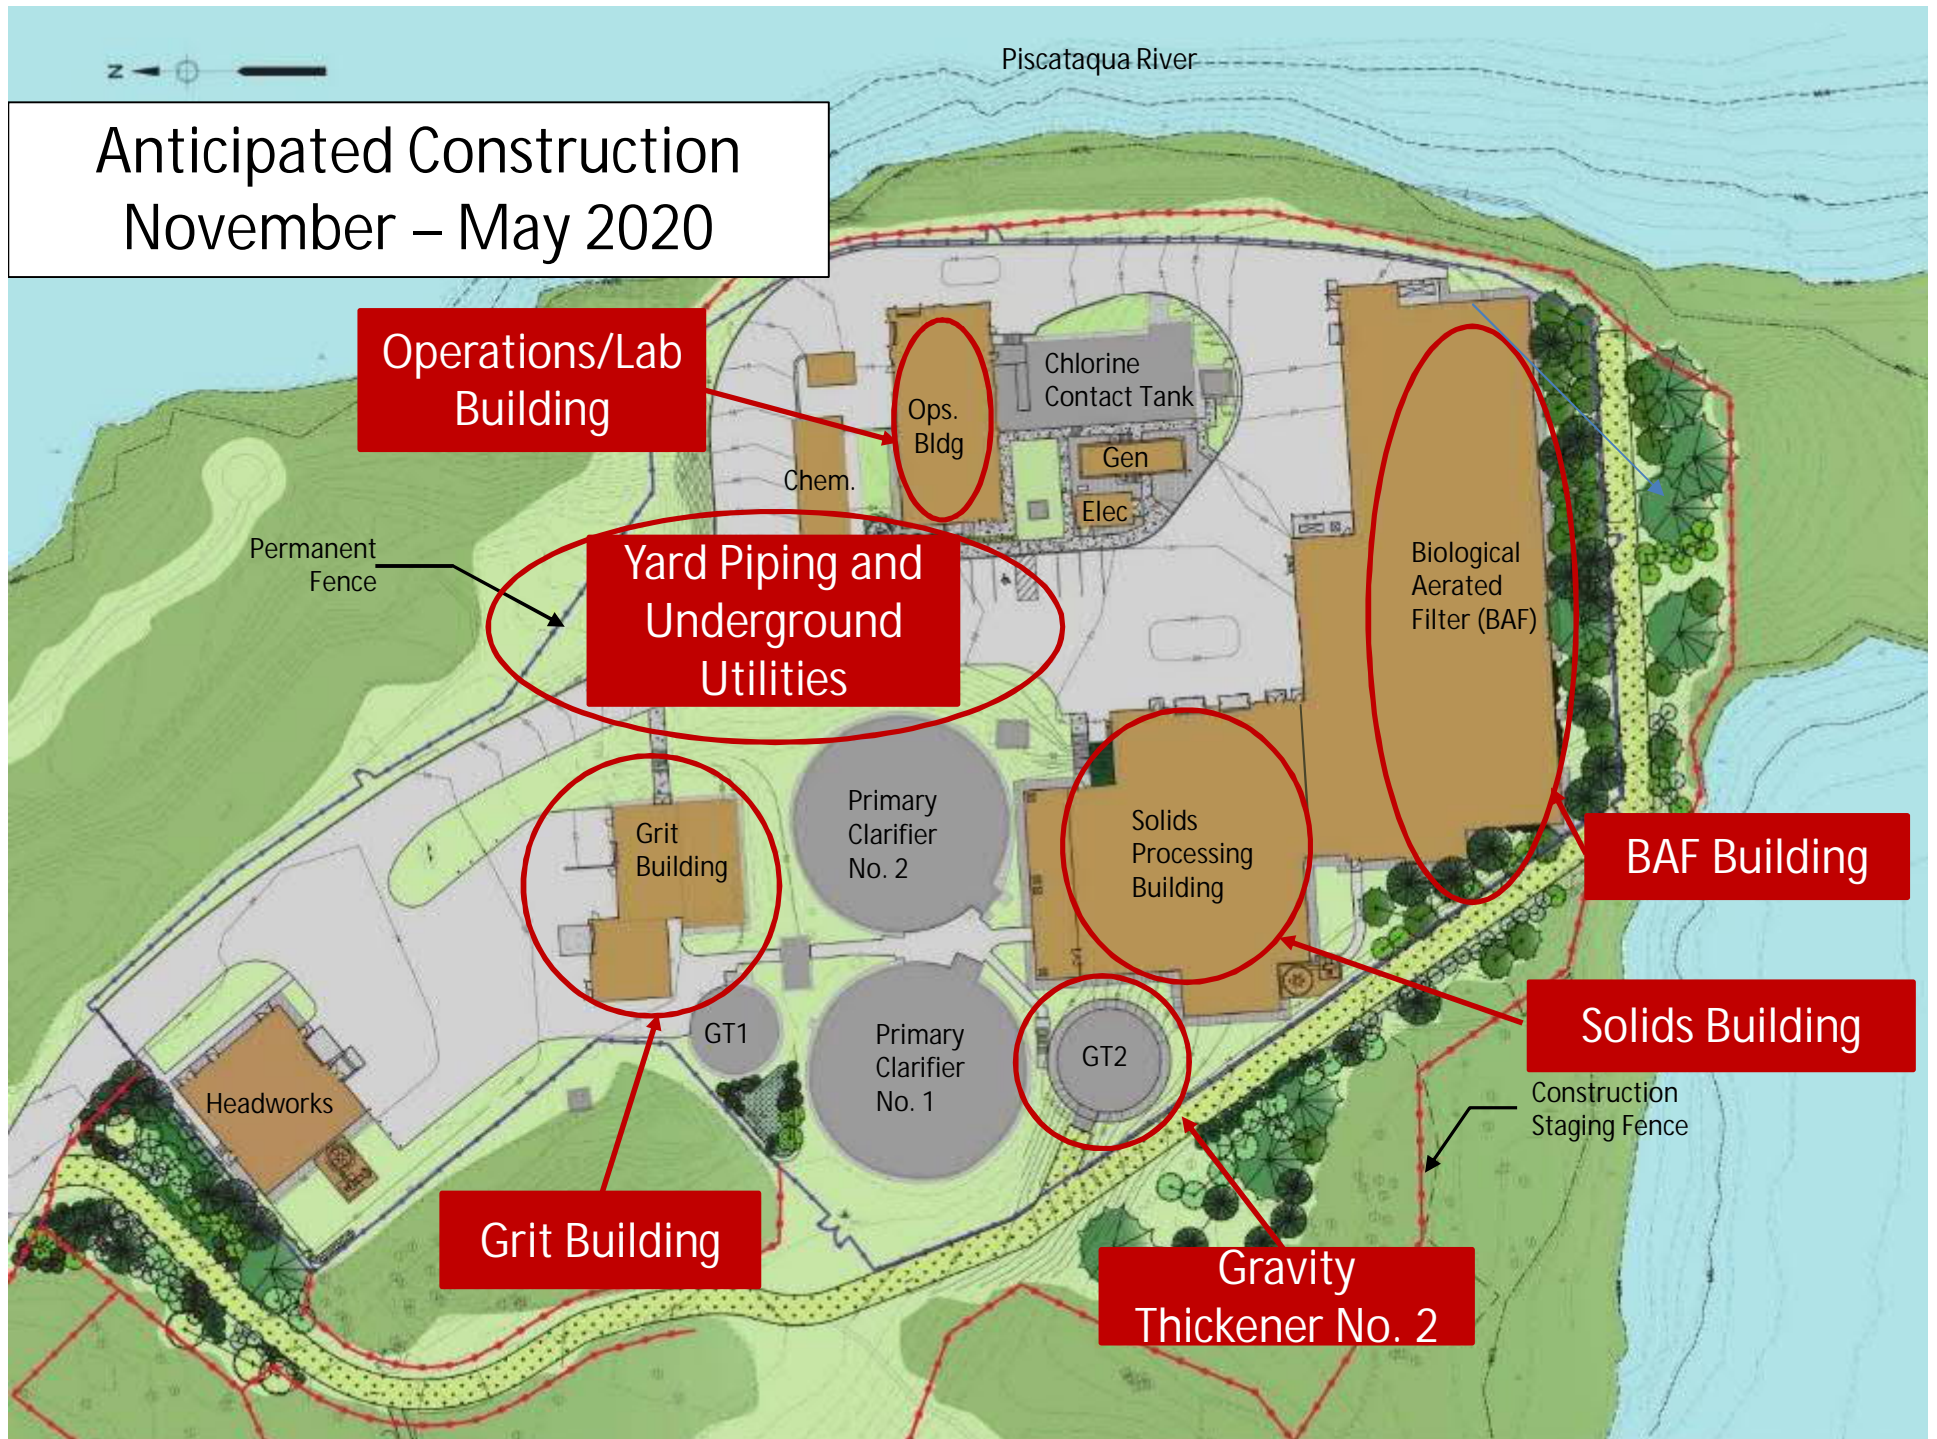 Piscataqua River
N
Anticipated Construction
November – May 2020
Operations/Lab
Building
Chlorine
Contact Tank
Ops.
Bldg
Gen
Chem.
Elec
Permanent
Fence
Yard Piping and
Underground
Utilities
Biological
Aerated
Filter (BAF)
Primary
Clarifier
No. 2
Grit
Building
Solids
Processing
Building
BAF Building
Solids Building
GT1
Primary
Clarifier
No. 1
GT2
Headworks
Construction
Staging Fence
Grit Building
Gravity
Thickener No. 2